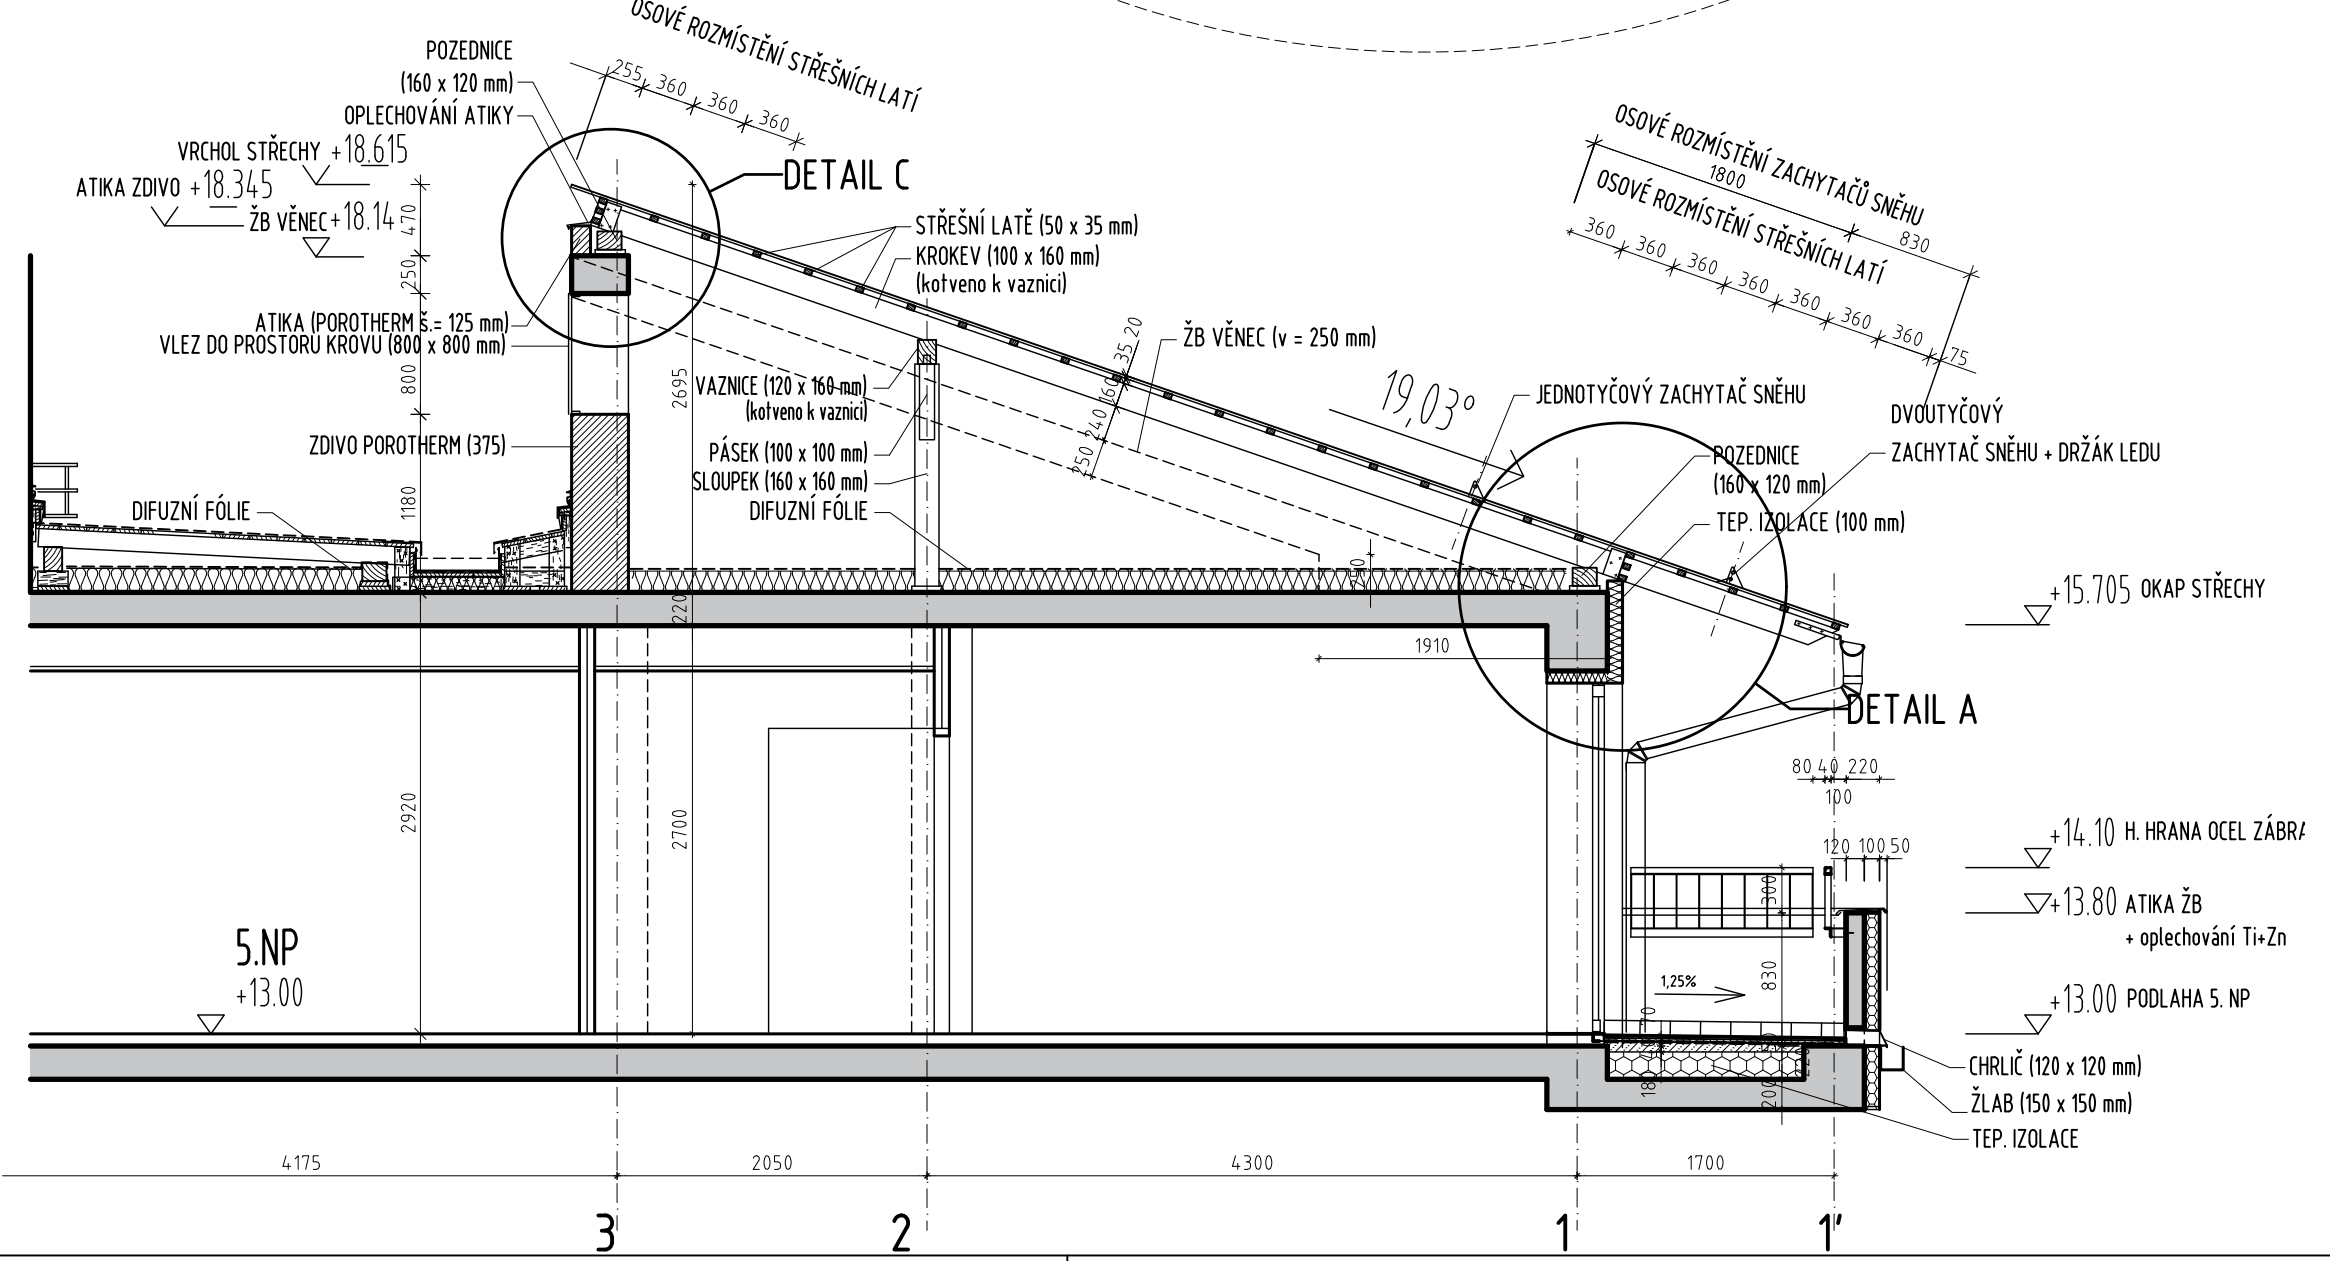 OSOVÉ ROZMÍSTĚNÍ STŘEŠNÍCH LATÍ
255 360 360 360
POZEDNICE
(160 x 120 mm)
OPLECHOVÁNÍ ATIKY
VRCHOL STŘECHY +18.615
ATIKA ZDIVO +18.345
ŽB VĚNEC +18.14
470
250
800
1180
2920
DETAIL C
STŘEŠNÍ LATĚ (50 x 35 mm)
KROKEV (100 x 160 mm)
(kotveno k vaznici)
ATIKA (POROTHERM š.= 125 mm)
VLEZ DO PROSTORU KROVU (800 x 800 mm)
ZDIVO POROTHERM (375)
DIFUZNÍ FÓLIE
2695
220
2700
VAZNICE (120 x 160 mm)
(kotveno k vaznici)
PÁSEK (100 x 100 mm)
SLOUPEK (160 x 160 mm)
DIFUZNÍ FÓLIE
ŽB VĚNEC (v = 250 mm)
250 240 160 35 20
19,03°
OSOVÉ ROZMÍSTĚNÍ ZACHYTAČŮ SNĚHU
1800 830
OSOVÉ ROZMÍSTĚNÍ STŘEŠNÍCH LATÍ
360 360 360 360 360 360 360 75
JEDNOTYČOVÝ ZACHYTAČ SNĚHU
DVOUTYČOVÝ
ZACHYTAČ SNĚHU + DRŽÁK LEDU
POZEDNICE
(160 x 120 mm)
TEP. IZOLACE (100 mm)
250
1910
+15.705 OKAP STŘECHY
DETAIL A
80 40 220
100
+14.10 H. HRANA OCEL ZÁBRA
120 100 50
300
+13.80 ATIKA ŽB
+ oplechování Ti+Zn
830
1,25%
+13.00 PODLAHA 5. NP
5.NP
+13.00
70
200
CHRLIČ (120 x 120 mm)
ŽLAB (150 x 150 mm)
TEP. IZOLACE
4175 2050 4300 1700
3 2 1 1'